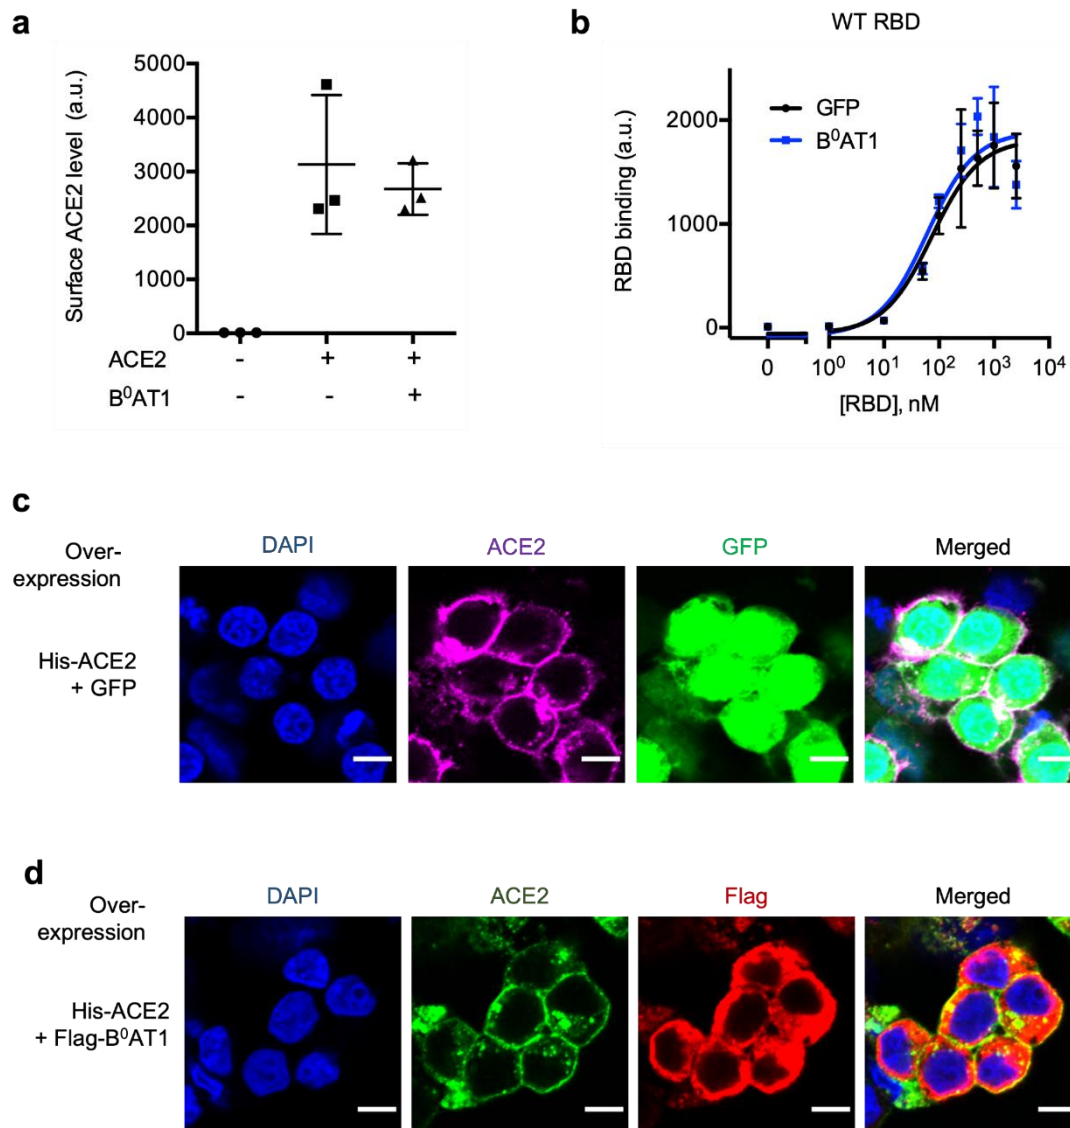 a
Surface ACE2 level (a.u.)
5000
4000
3000
2000
1000
0
ACE2 - + +
B⁰AT1 - - +
b
WT RBD
GFP
B⁰AT1
RBD binding (a.u.)
2000
1000
0
0 10⁰ 10¹ 10² 10³ 10⁴
[RBD], nM
c
Over-
expression
DAPI ACE2 GFP Merged
His-ACE2
+ GFP
d
Over-
expression
DAPI ACE2 Flag Merged
His-ACE2
+ Flag-B⁰AT1